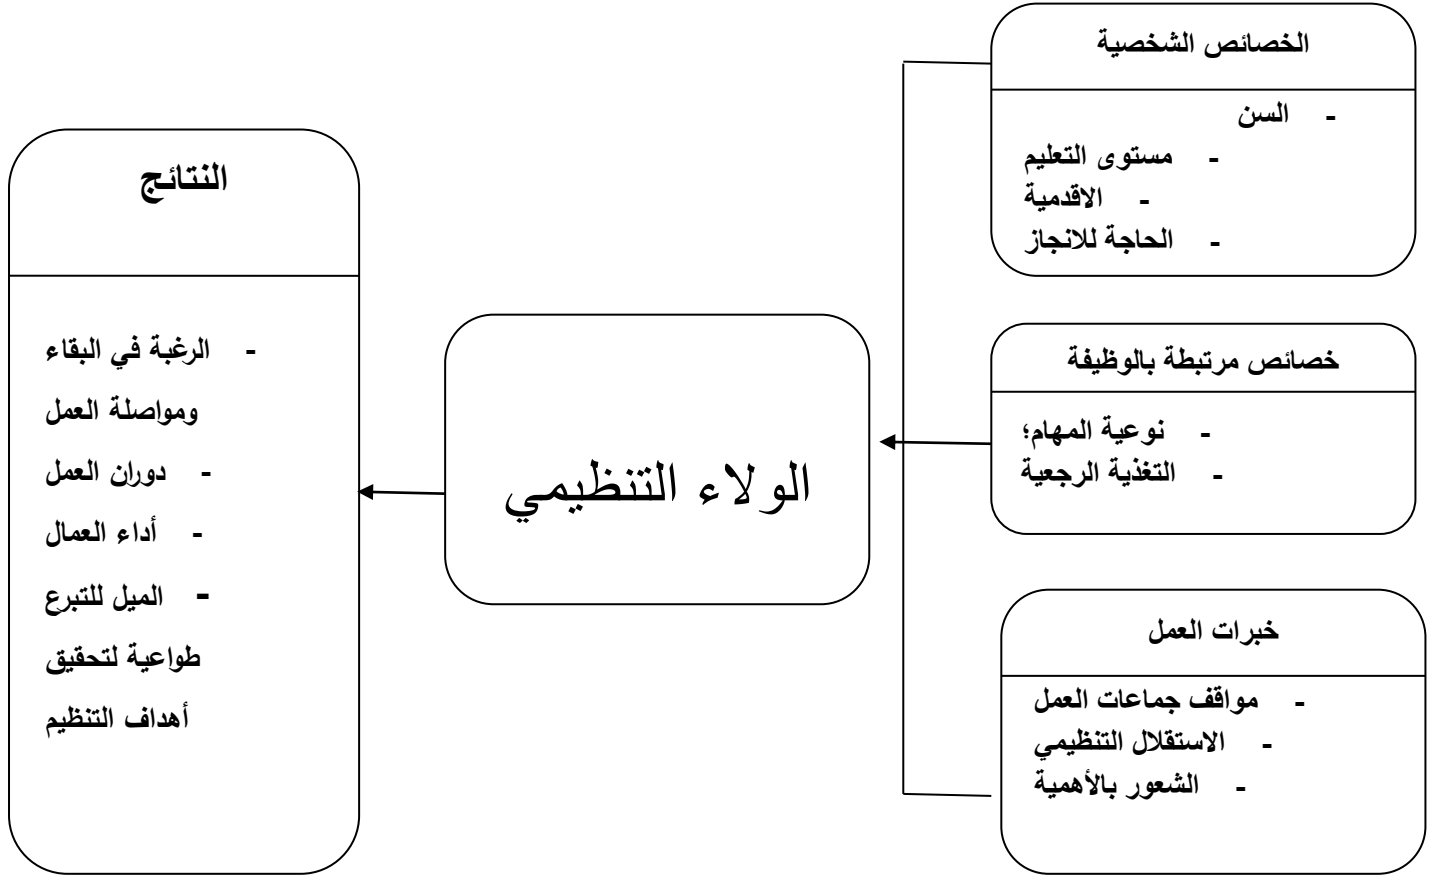 الخصائص الشخصية
- السن
- مستوى التعليم
- الاقدمية
- الحاجة للانجاز
خصائص مرتبطة بالوظيفة
- نوعية المهام؛
- التغذية الرجعية
خبرات العمل
- مواقف جماعات العمل
- الاستقلال التنظيمي
- الشعور بالأهمية
الولاء التنظيمي
النتائج
- الرغبة في البقاء
ومواصلة العمل
- دوران العمل
- أداء العمال
- الميل للتبرع
طواعية لتحقيق
أهداف التنظيم